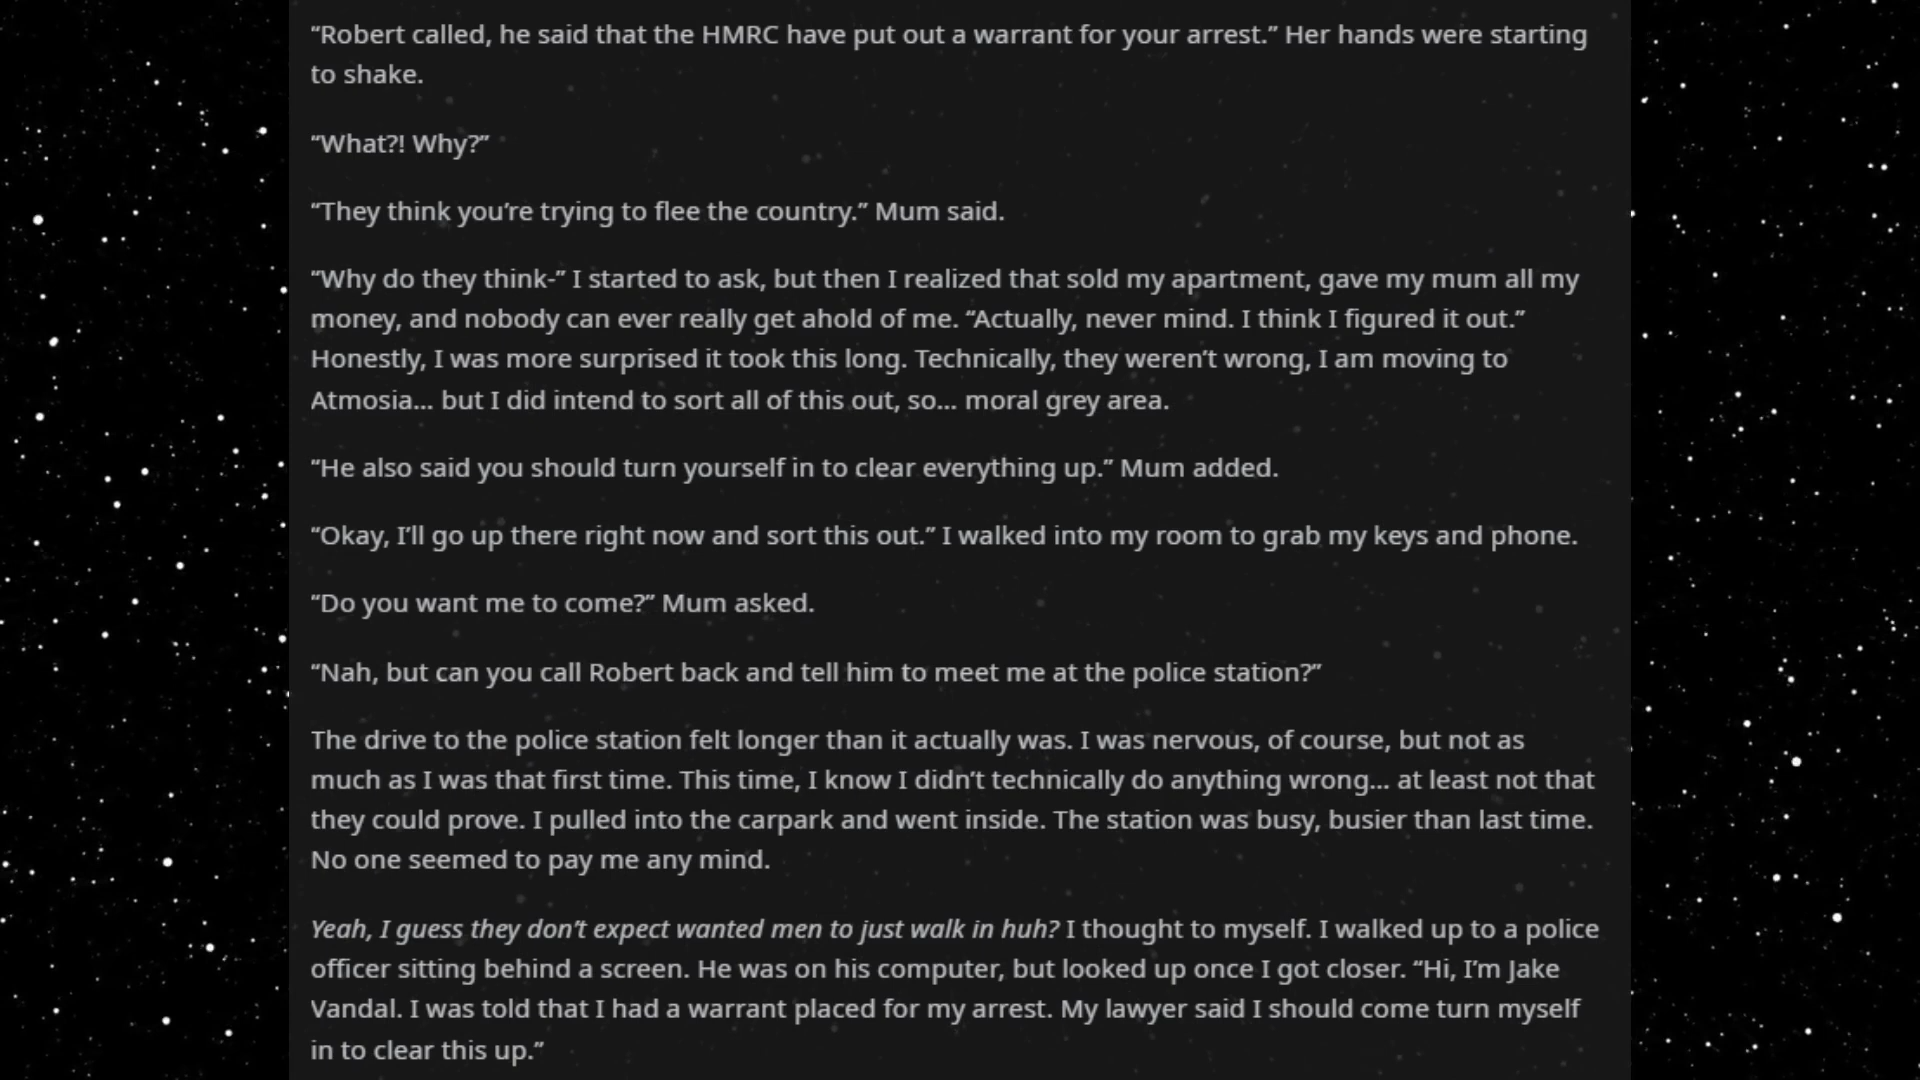 “Robert called, he said that the HMRC have put out a warrant for your arrest.” Her hands were starting
to shake.
“What?! Why?”
“They think you’re trying to flee the country.” Mum said.
“Why do they think-” I started to ask, but then I realized that sold my apartment, gave my mum all my
money, and nobody can ever really get ahold of me. “Actually, never mind. I think I figured it out.”
Honestly, I was more surprised it took this long. Technically, they weren’t wrong, I am moving to
Atmosia... but I did intend to sort all of this out, so... moral grey area.
“He also said you should turn yourself in to clear everything up.” Mum added.
“Okay, I’ll go up there right now and sort this out.” I walked into my room to grab my keys and phone.
“Do you want me to come?” Mum asked.
“Nah, but can you call Robert back and tell him to meet me at the police station?”
The drive to the police station felt longer than it actually was. I was nervous, of course, but not as
much as I was that first time. This time, I know I didn’t technically do anything wrong... at least not that
they could prove. I pulled into the carpark and went inside. The station was busy, busier than last time.
No one seemed to pay me any mind.
Yeah, I guess they don’t expect wanted men to just walk in huh? I thought to myself. I walked up to a police
officer sitting behind a screen. He was on his computer, but looked up once I got closer. “Hi, I’m Jake
Vandal. I was told that I had a warrant placed for my arrest. My lawyer said I should come turn myself
in to clear this up.”